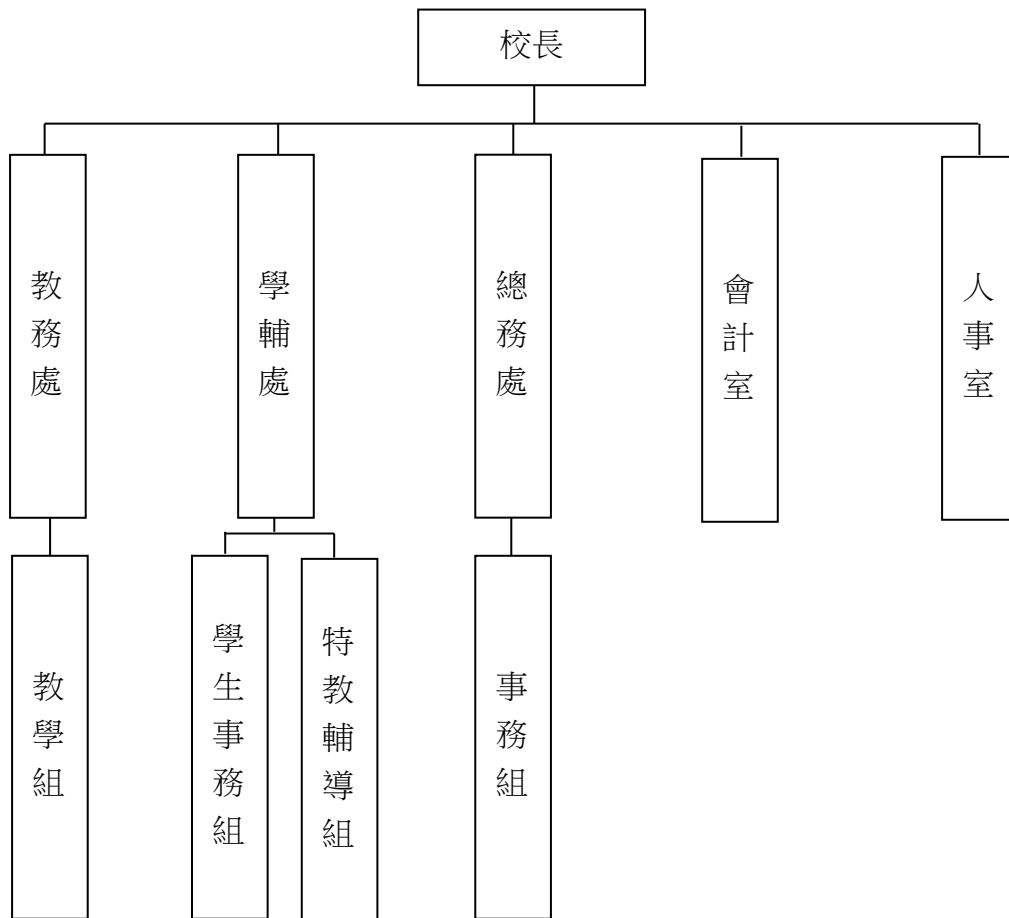 校長
教務處
學輔處
總務處
會計室
人事室
教學組
學生事務組
特教輔導組
事務組